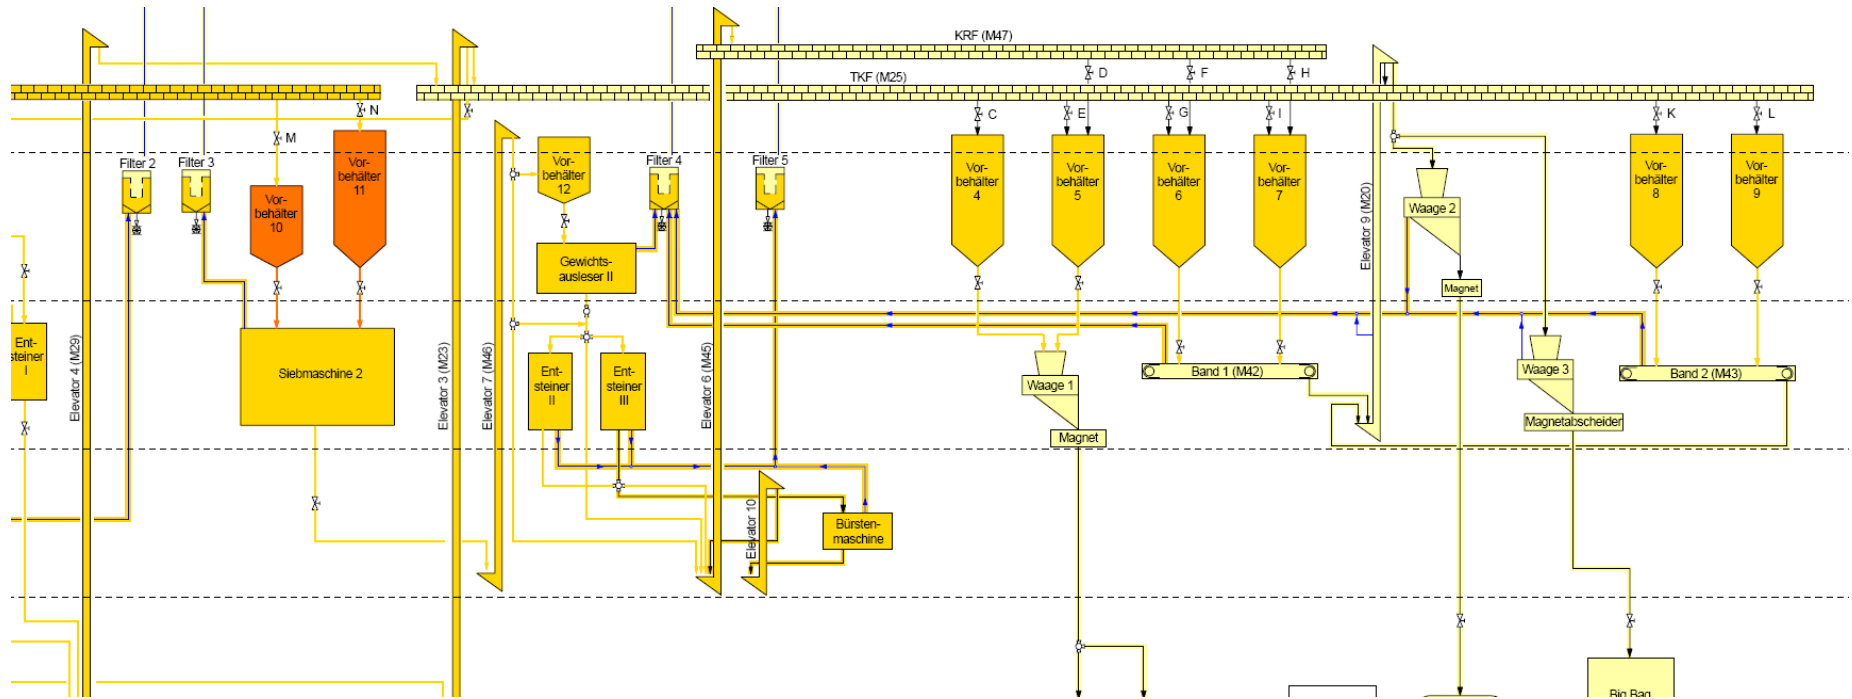 KRF (M47)
TKF (M25)
D
F
H
N
M
C
E
G
I
K
L
Filter 2
Filter 3
Vor-
behälter
10
Vor-
behälter
11
Vor-
behälter
12
Filter 4
Filter 5
Vor-
behälter
4
Vor-
behälter
5
Vor-
behälter
6
Vor-
behälter
7
Elevator 9 (M20)
Waage 2
Magnet
Vor-
behälter
8
Vor-
behälter
9
Gewichts-
ausleser II
Ent-
steiner
I
Elevator 4 (M29)
Siebmaschine 2
Elevator 3 (M23)
Elevator 7 (M46)
Ent-
steiner
II
Ent-
steiner
III
Elevator 6 (M45)
Waage 1
Magnet
Band 1 (M42)
Waage 3
Magnetabscheider
Band 2 (M43)
Elevator 10
Bürsten-
maschine
Big Bag